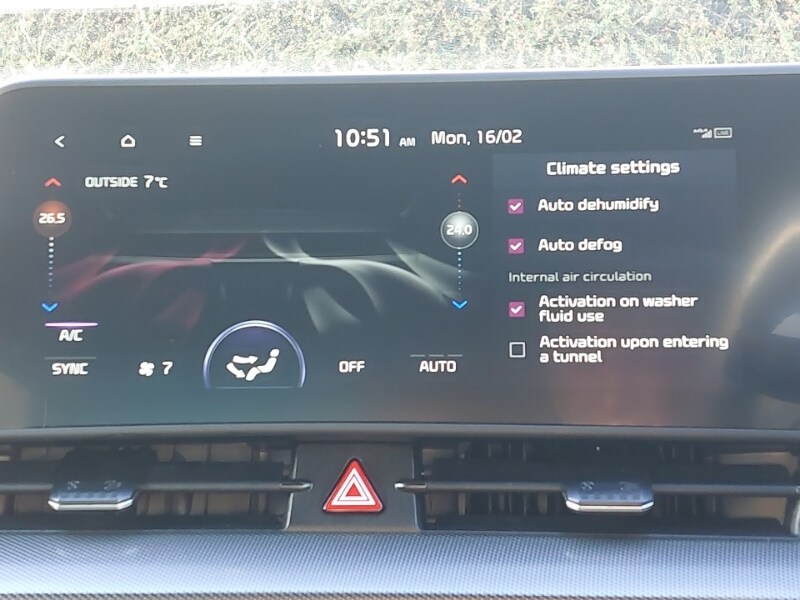 10:51 AM Mon, 16/02
OUTSIDE 7°C
26.5
24.0
A/C
SYNC
7
OFF
AUTO
Climate settings
Auto dehumidify
Auto defog
Internal air circulation
Activation on washer
fluid use
Activation upon entering
a tunnel